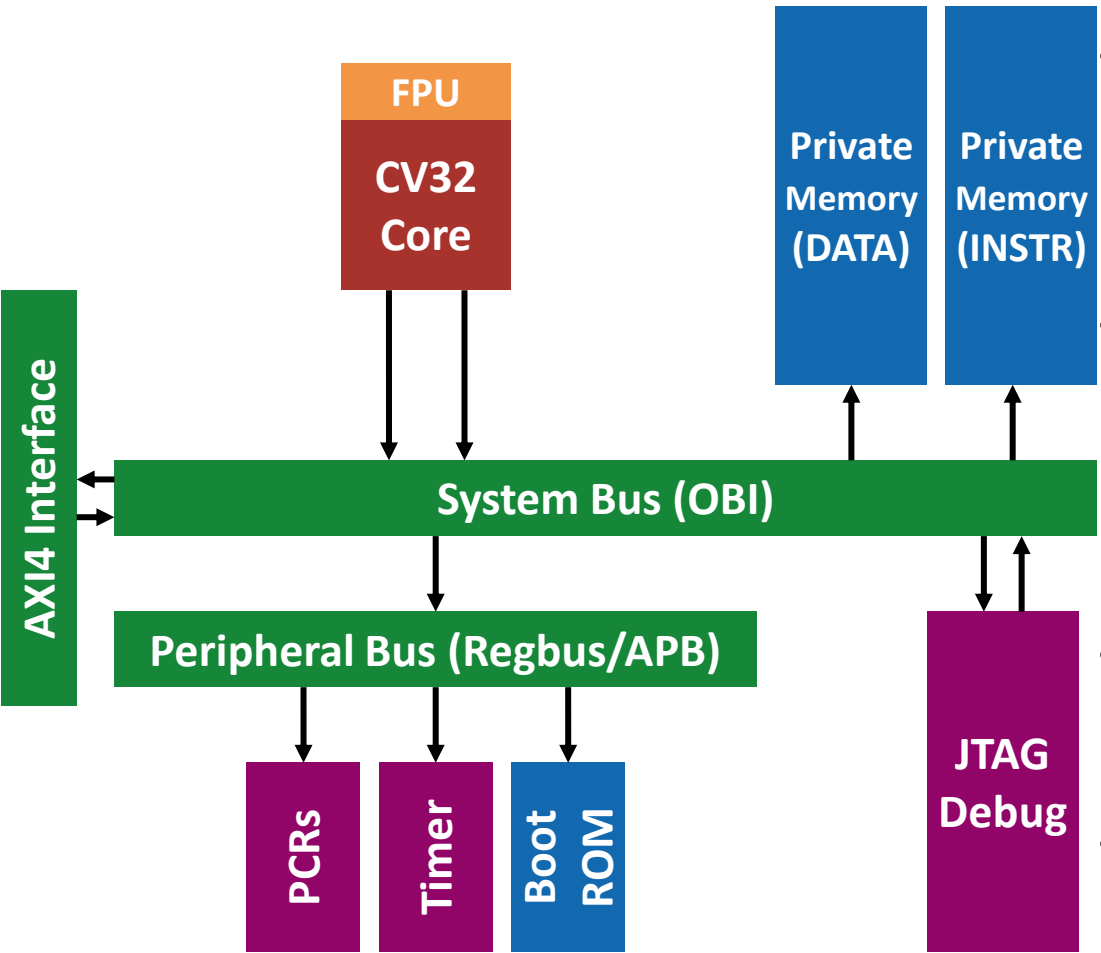 FPU
CV32
Core
Private
Memory
(DATA)
Private
Memory
(INSTR)
AXI4 Interface
System Bus (OBI)
Peripheral Bus (Regbus/APB)
PCRs
Timer
Boot
ROM
JTAG
Debug